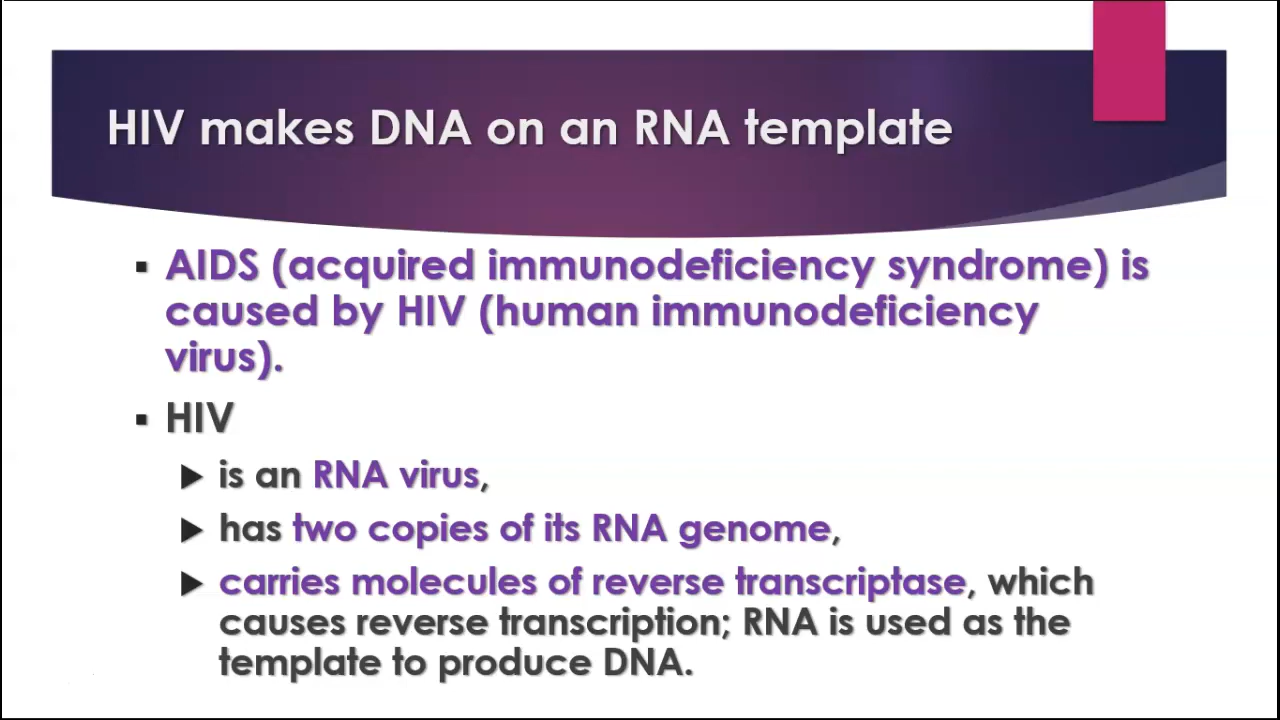 HIV makes DNA on an RNA template
▪ AIDS (acquired immunodeficiency syndrome) is
caused by HIV (human immunodeficiency
virus).
▪ HIV
▶ is an RNA virus,
▶ has two copies of its RNA genome,
▶ carries molecules of reverse transcriptase, which
causes reverse transcription; RNA is used as the
template to produce DNA.